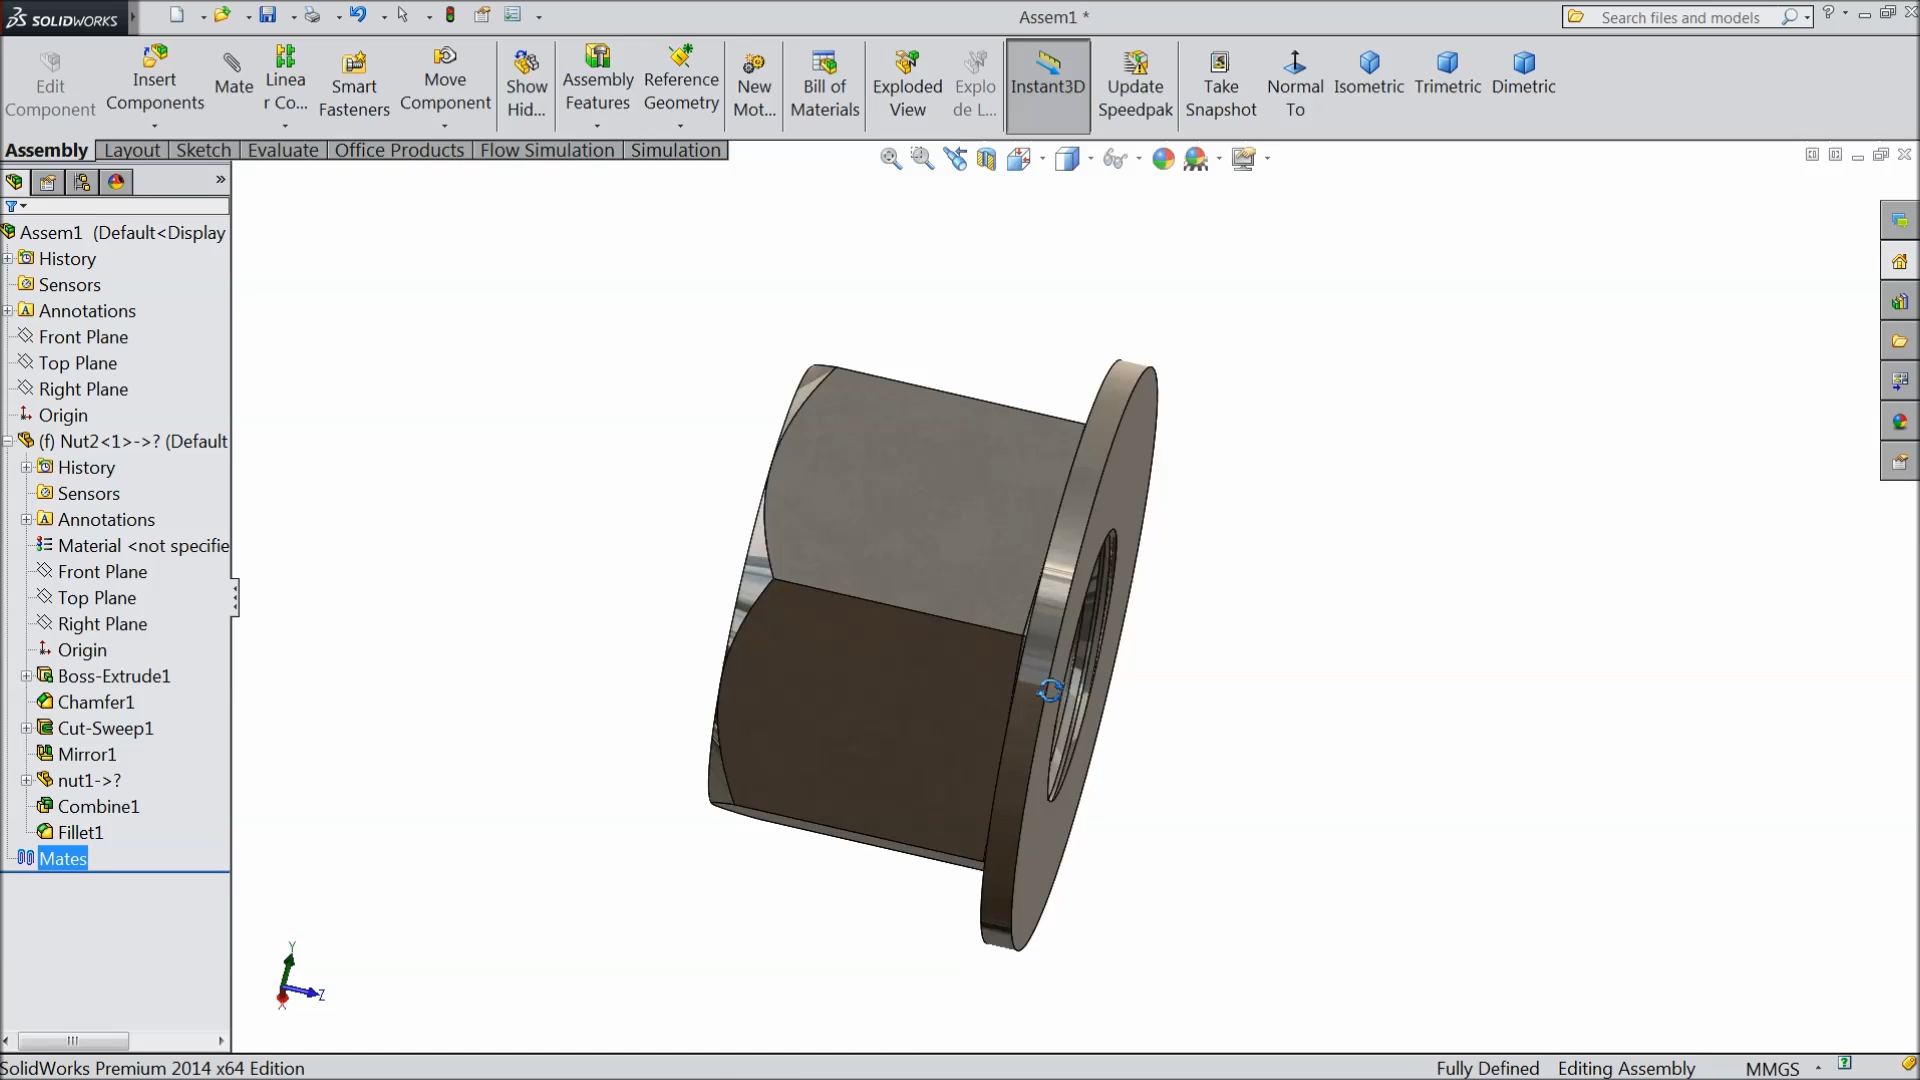 SOLIDWORKS
Assem1 *
Search files and models
Edit Component
Insert Components
Mate
Linea r Co...
Smart Fasteners
Move Component
Show Hid...
Assembly Features
Reference Geometry
New Mot...
Bill of Materials
Exploded View
Explo de L...
Instant3D
Update Speedpak
Take Snapshot
Normal To
Isometric
Trimetric
Dimetric
Assembly
Layout
Sketch
Evaluate
Office Products
Flow Simulation
Simulation
Assem1 (Default<Display
History
Sensors
Annotations
Front Plane
Top Plane
Right Plane
Origin
(f) Nut2<1>->? (Default
History
Sensors
Annotations
Material <not specifie
Front Plane
Top Plane
Right Plane
Origin
Boss-Extrude1
Chamfer1
Cut-Sweep1
Mirror1
nut1->?
Combine1
Fillet1
Mates
Y
Z
X
SolidWorks Premium 2014 x64 Edition
Fully Defined
Editing Assembly
MMGS